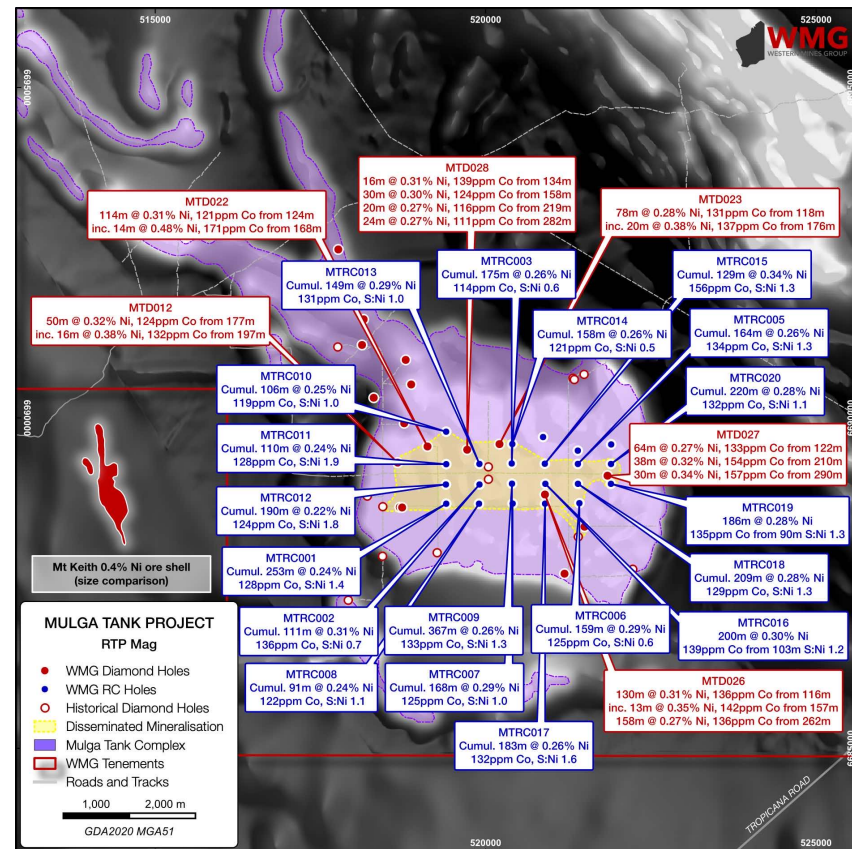 515000
520000
525000
WMG
WESTERN MINES GROUP
0005699
6695000
MTD028
16m @ 0.31% Ni, 139ppm Co from 134m
30m @ 0.30% Ni, 124ppm Co from 158m
20m @ 0.27% Ni, 116ppm Co from 219m
24m @ 0.27% Ni, 111ppm Co from 282m
MTD022
114m @ 0.31% Ni, 121ppm Co from 124m
inc. 14m @ 0.48% Ni, 171ppm Co from 168m
MTD023
78m @ 0.28% Ni, 131ppm Co from 118m
inc. 20m @ 0.38% Ni, 137ppm Co from 176m
MTRC013
Cumul. 149m @ 0.29% Ni
131ppm Co, S:Ni 1.0
MTRC003
Cumul. 175m @ 0.26% Ni
114ppm Co, S:Ni 0.6
MTRC015
Cumul. 129m @ 0.34% Ni
156ppm Co, S:Ni 1.3
MTD012
50m @ 0.32% Ni, 124ppm Co from 177m
inc. 16m @ 0.38% Ni, 132ppm Co from 197m
MTRC014
Cumul. 158m @ 0.26% Ni
121ppm Co, S:Ni 0.5
MTRC005
Cumul. 164m @ 0.26% Ni
134ppm Co, S:Ni 1.3
MTRC010
Cumul. 106m @ 0.25% Ni
119ppm Co, S:Ni 1.0
MTRC020
Cumul. 220m @ 0.28% Ni
132ppm Co, S:Ni 1.1
0000699
6690000
MTRC011
Cumul. 110m @ 0.24% Ni
128ppm Co, S:Ni 1.9
MTD027
64m @ 0.27% Ni, 133ppm Co from 122m
38m @ 0.32% Ni, 154ppm Co from 210m
30m @ 0.34% Ni, 157ppm Co from 290m
MTRC012
Cumul. 190m @ 0.22% Ni
124ppm Co, S:Ni 1.8
MTRC019
186m @ 0.28% Ni
135ppm Co from 90m S:Ni 1.3
MTRC001
Cumul. 253m @ 0.24% Ni
128ppm Co, S:Ni 1.4
MTRC018
Cumul. 209m @ 0.28% Ni
129ppm Co, S:Ni 1.3
Mt Keith 0.4% Ni ore shell
(size comparison)
MTRC002
Cumul. 111m @ 0.31% Ni
136ppm Co, S:Ni 0.7
MTRC009
Cumul. 367m @ 0.26% Ni
133ppm Co, S:Ni 1.3
MTRC006
Cumul. 159m @ 0.29% Ni
125ppm Co, S:Ni 0.6
MTRC016
200m @ 0.30% Ni
139ppm Co from 103m S:Ni 1.2
MTRC008
Cumul. 91m @ 0.24% Ni
122ppm Co, S:Ni 1.1
MTRC007
Cumul. 168m @ 0.29% Ni
125ppm Co, S:Ni 1.0
MTD026
130m @ 0.31% Ni, 136ppm Co from 116m
inc. 13m @ 0.35% Ni, 142ppm Co from 157m
158m @ 0.27% Ni, 136ppm Co from 262m
MTRC017
Cumul. 183m @ 0.26% Ni
132ppm Co, S:Ni 1.6
6685000
MULGA TANK PROJECT
RTP Mag
WMG Diamond Holes
WMG RC Holes
Historical Diamond Holes
Disseminated Mineralisation
Mulga Tank Complex
WMG Tenements
Roads and Tracks
1,000 2,000 m
GDA2020 MGA51
TROPICANA ROAD
520000
525000